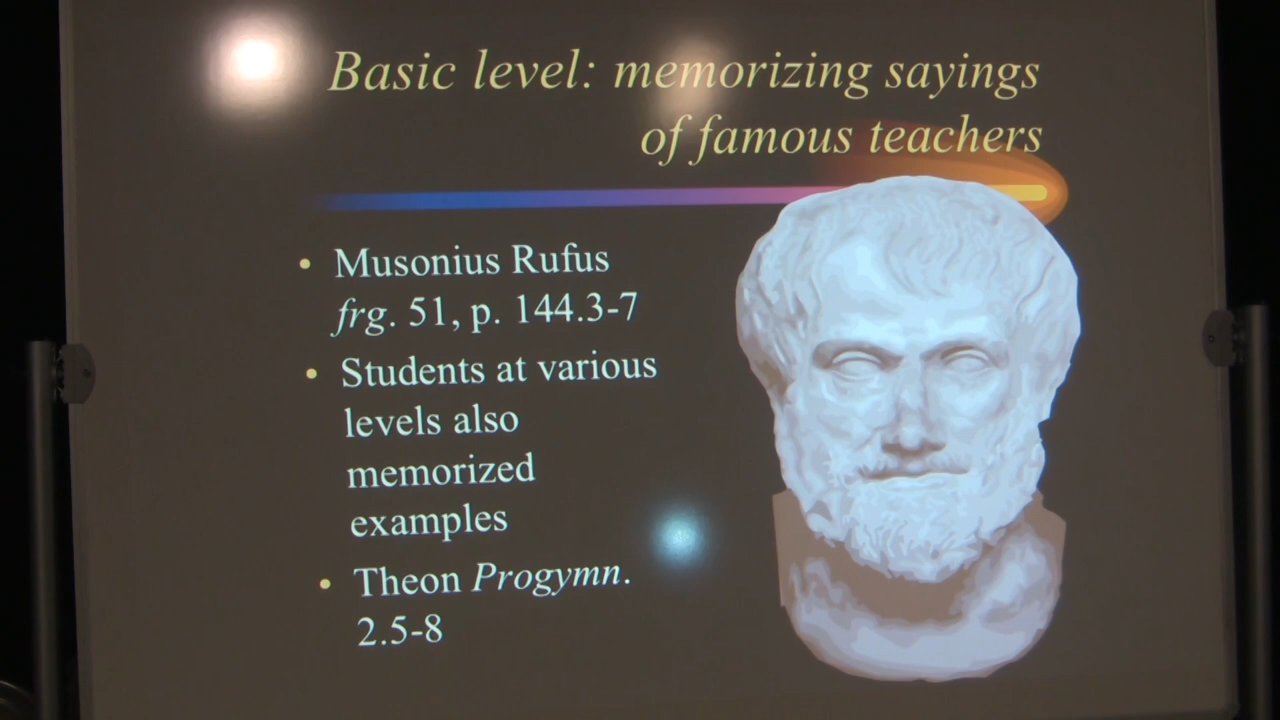 Basic level: memorizing sayings
of famous teachers
• Musonius Rufus
frg. 51, p. 144.3-7
• Students at various
levels also
memorized
examples
• Theon Progymn.
2.5-8